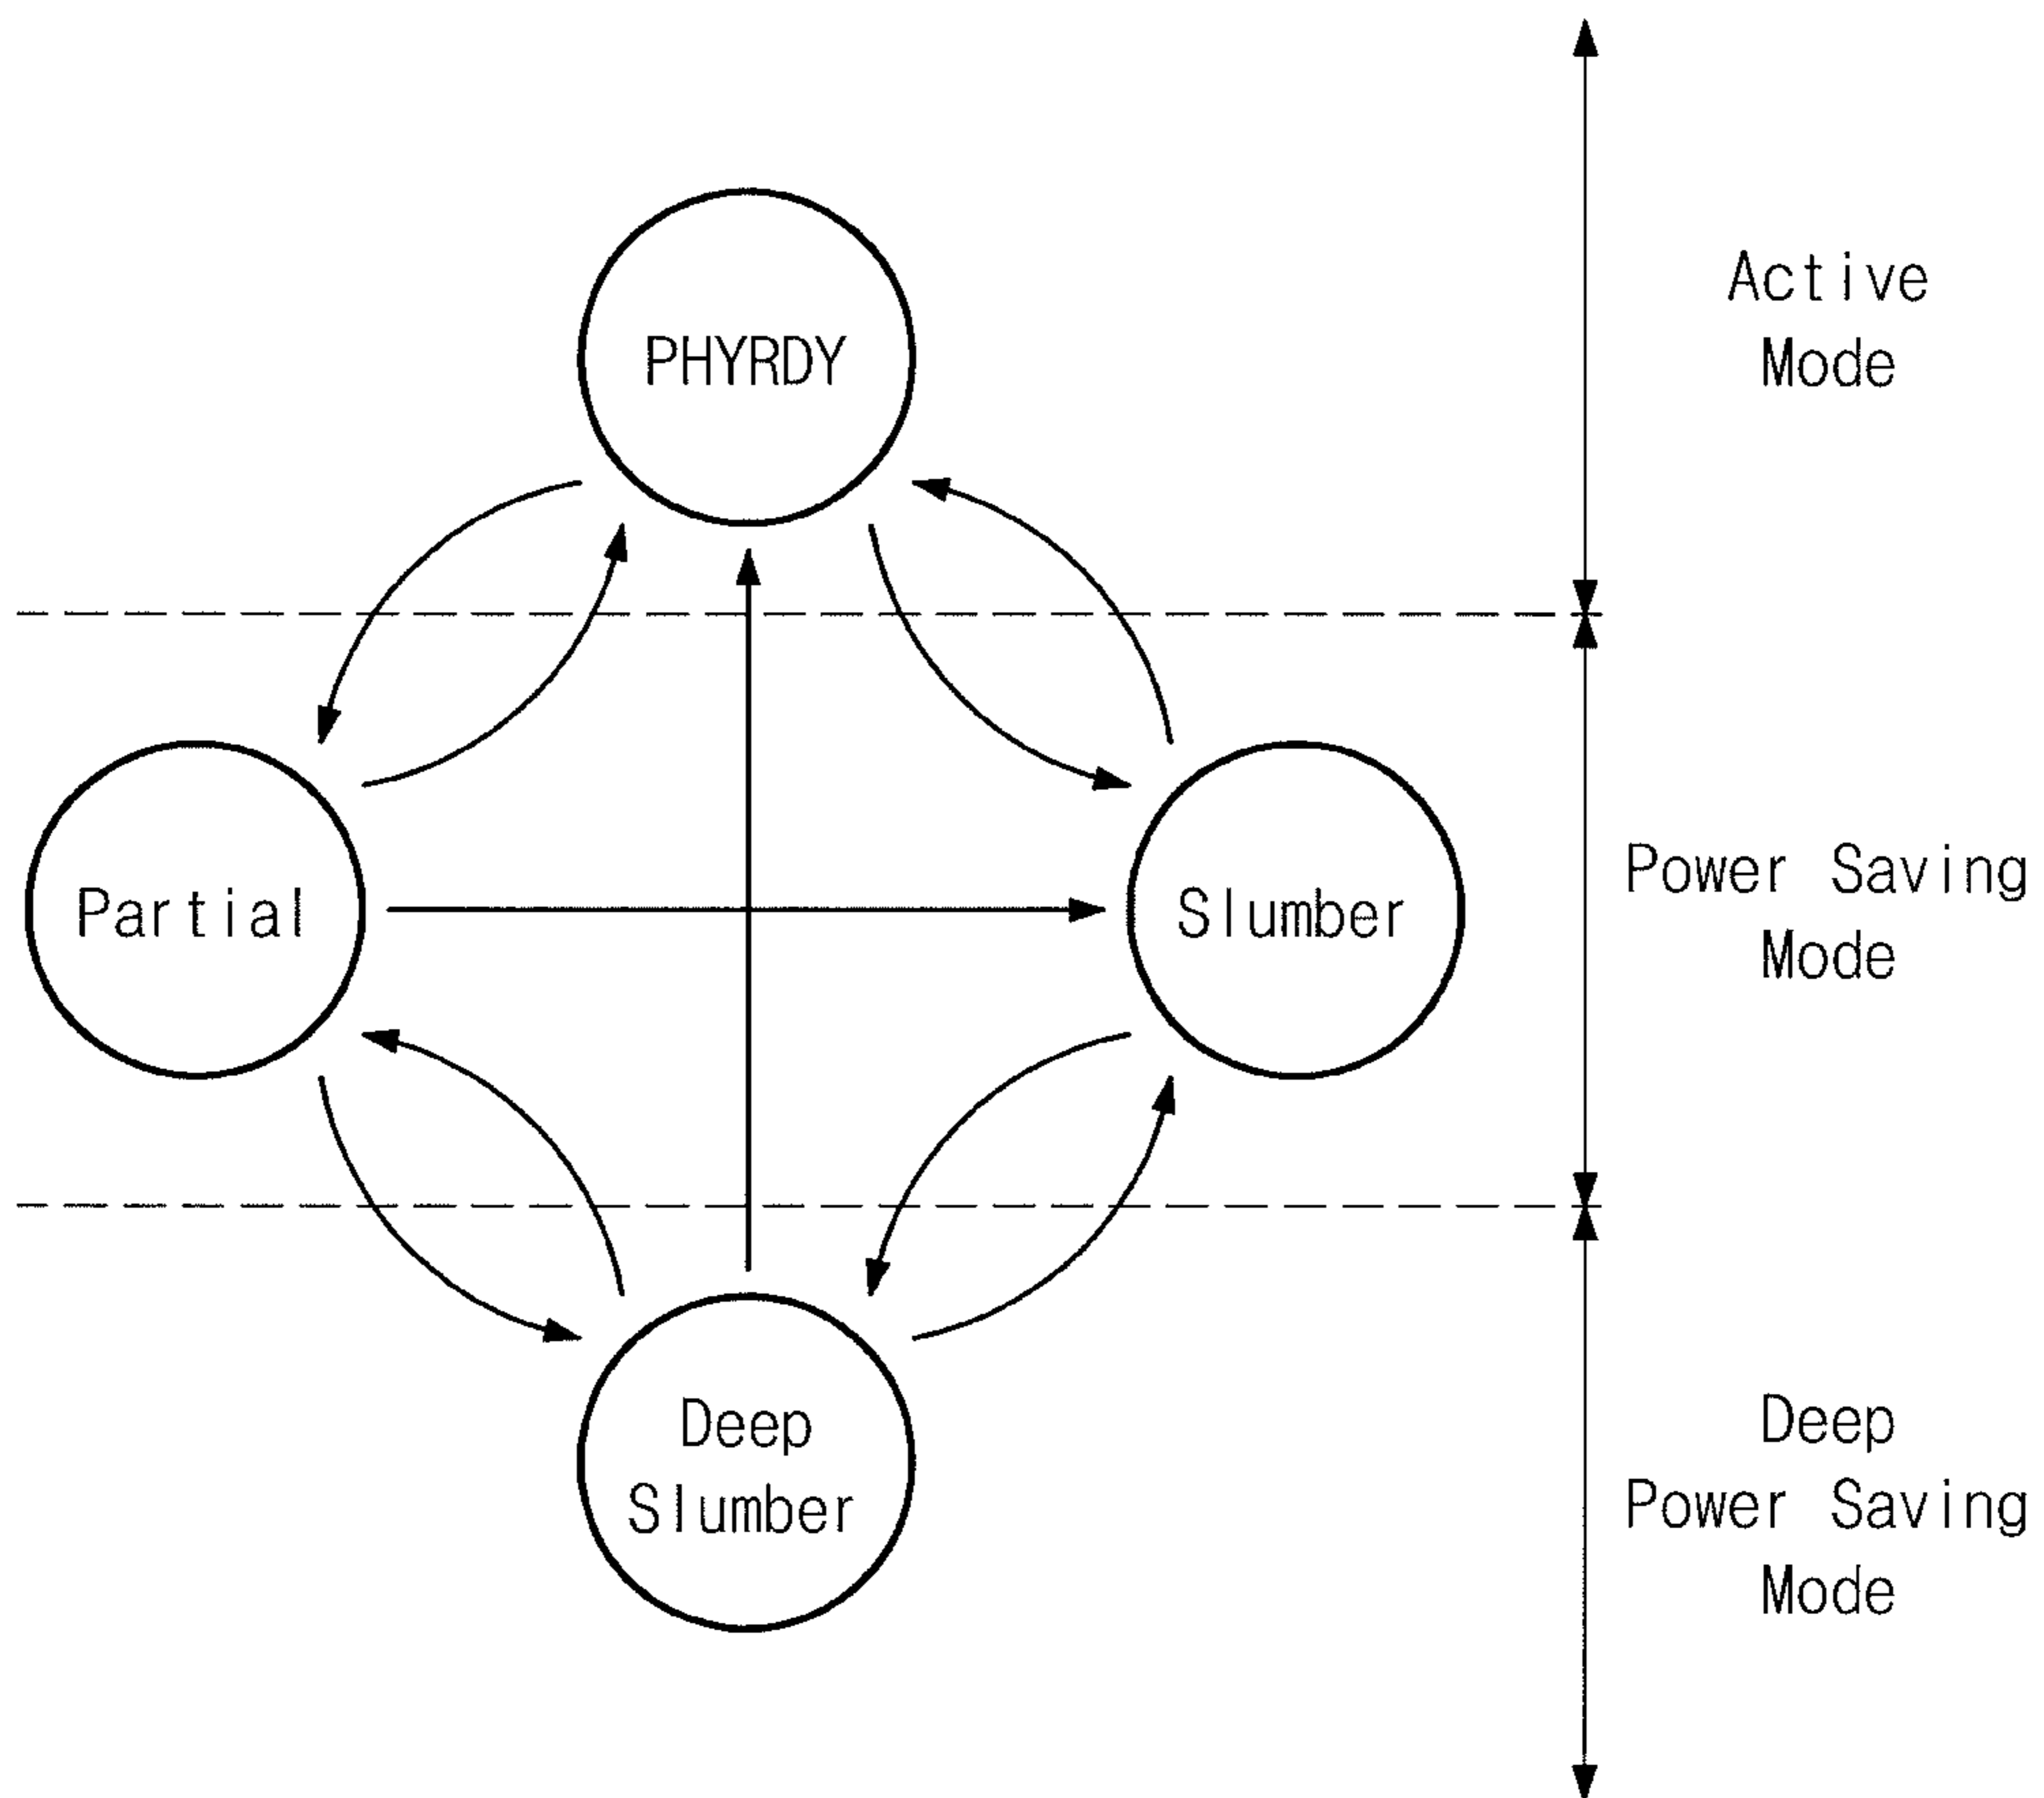 Active
Mode
PHYRDY
Partial
Slumber
Power Saving
Mode
Deep
Slumber
Deep
Power Saving
Mode